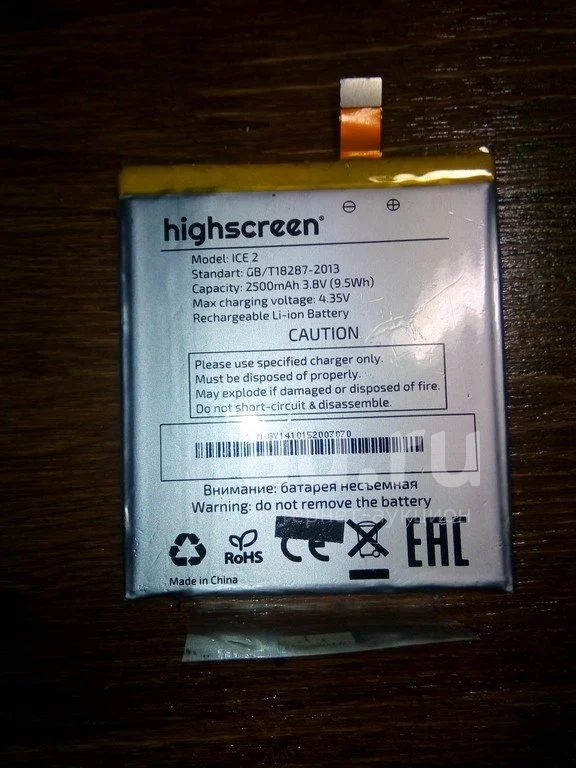 highscreen®
Model: ICE 2
Standart: GB/T18287-2013
Capacity: 2500mAh 3.8V (9.5Wh)
Max charging voltage: 4.35V
Rechargeable Li-ion Battery
CAUTION
Please use specified charger only.
Must be disposed of properly.
May explode if damaged or disposed of fire.
Do not short-circuit & disassemble.
Внимание: батарея несъемная
Warning: do not remove the battery
RoHS
CE
EAC
Made in China